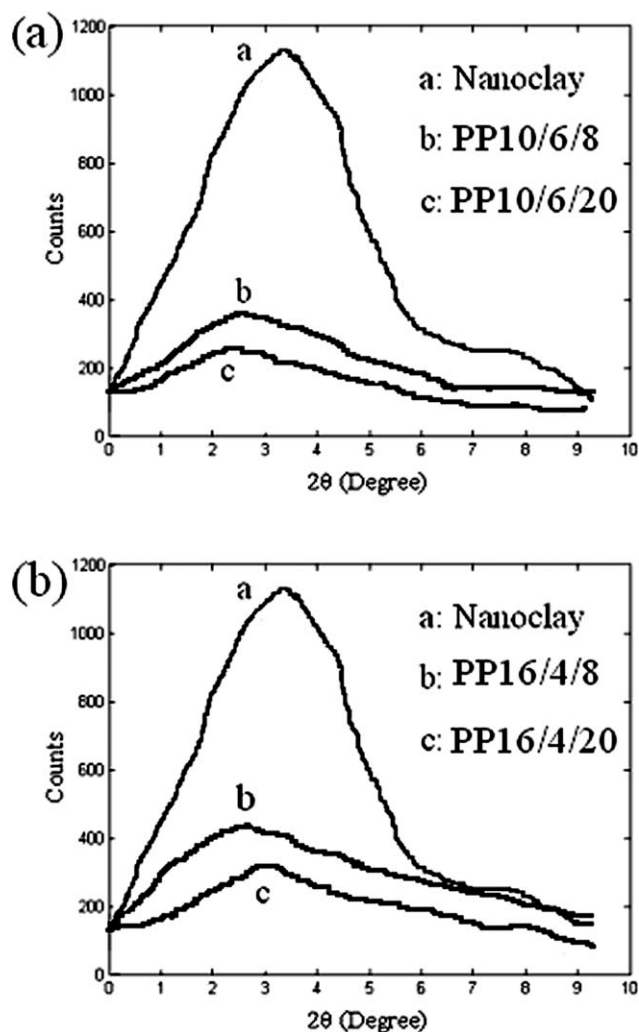 (a)
1200
1000
800
600
400
200
0
Counts
a
b
c
a: Nanoclay
b: PP10/6/8
c: PP10/6/20
0 1 2 3 4 5 6 7 8 9 10
2θ (Degree)
(b)
1200
1000
800
600
400
200
0
Counts
a
b
c
a: Nanoclay
b: PP16/4/8
c: PP16/4/20
0 1 2 3 4 5 6 7 8 9 10
2θ (Degree)